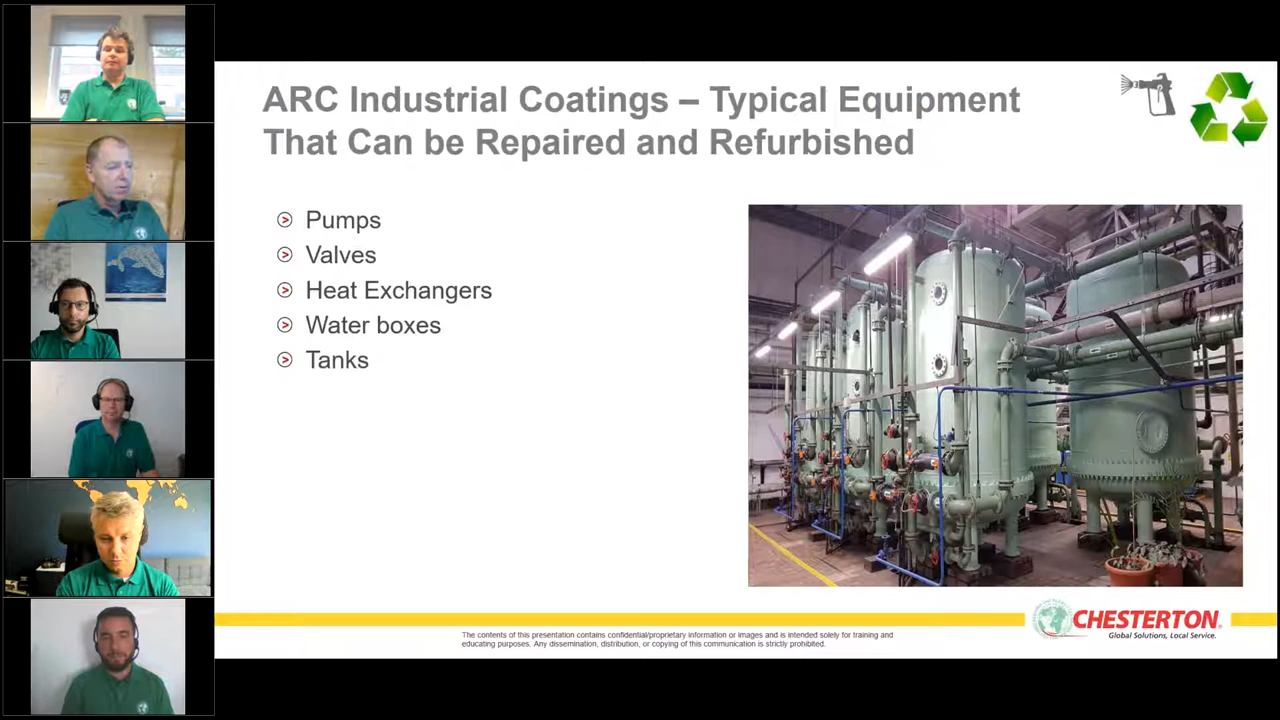 ARC Industrial Coatings – Typical Equipment
That Can be Repaired and Refurbished
Pumps
Valves
Heat Exchangers
Water boxes
Tanks
The contents of this presentation contains confidential/proprietary information or images and is intended solely for training and
educating purposes. Any dissemination, distribution, or copying of this communication is strictly prohibited.
CHESTERTON®
Global Solutions, Local Service.